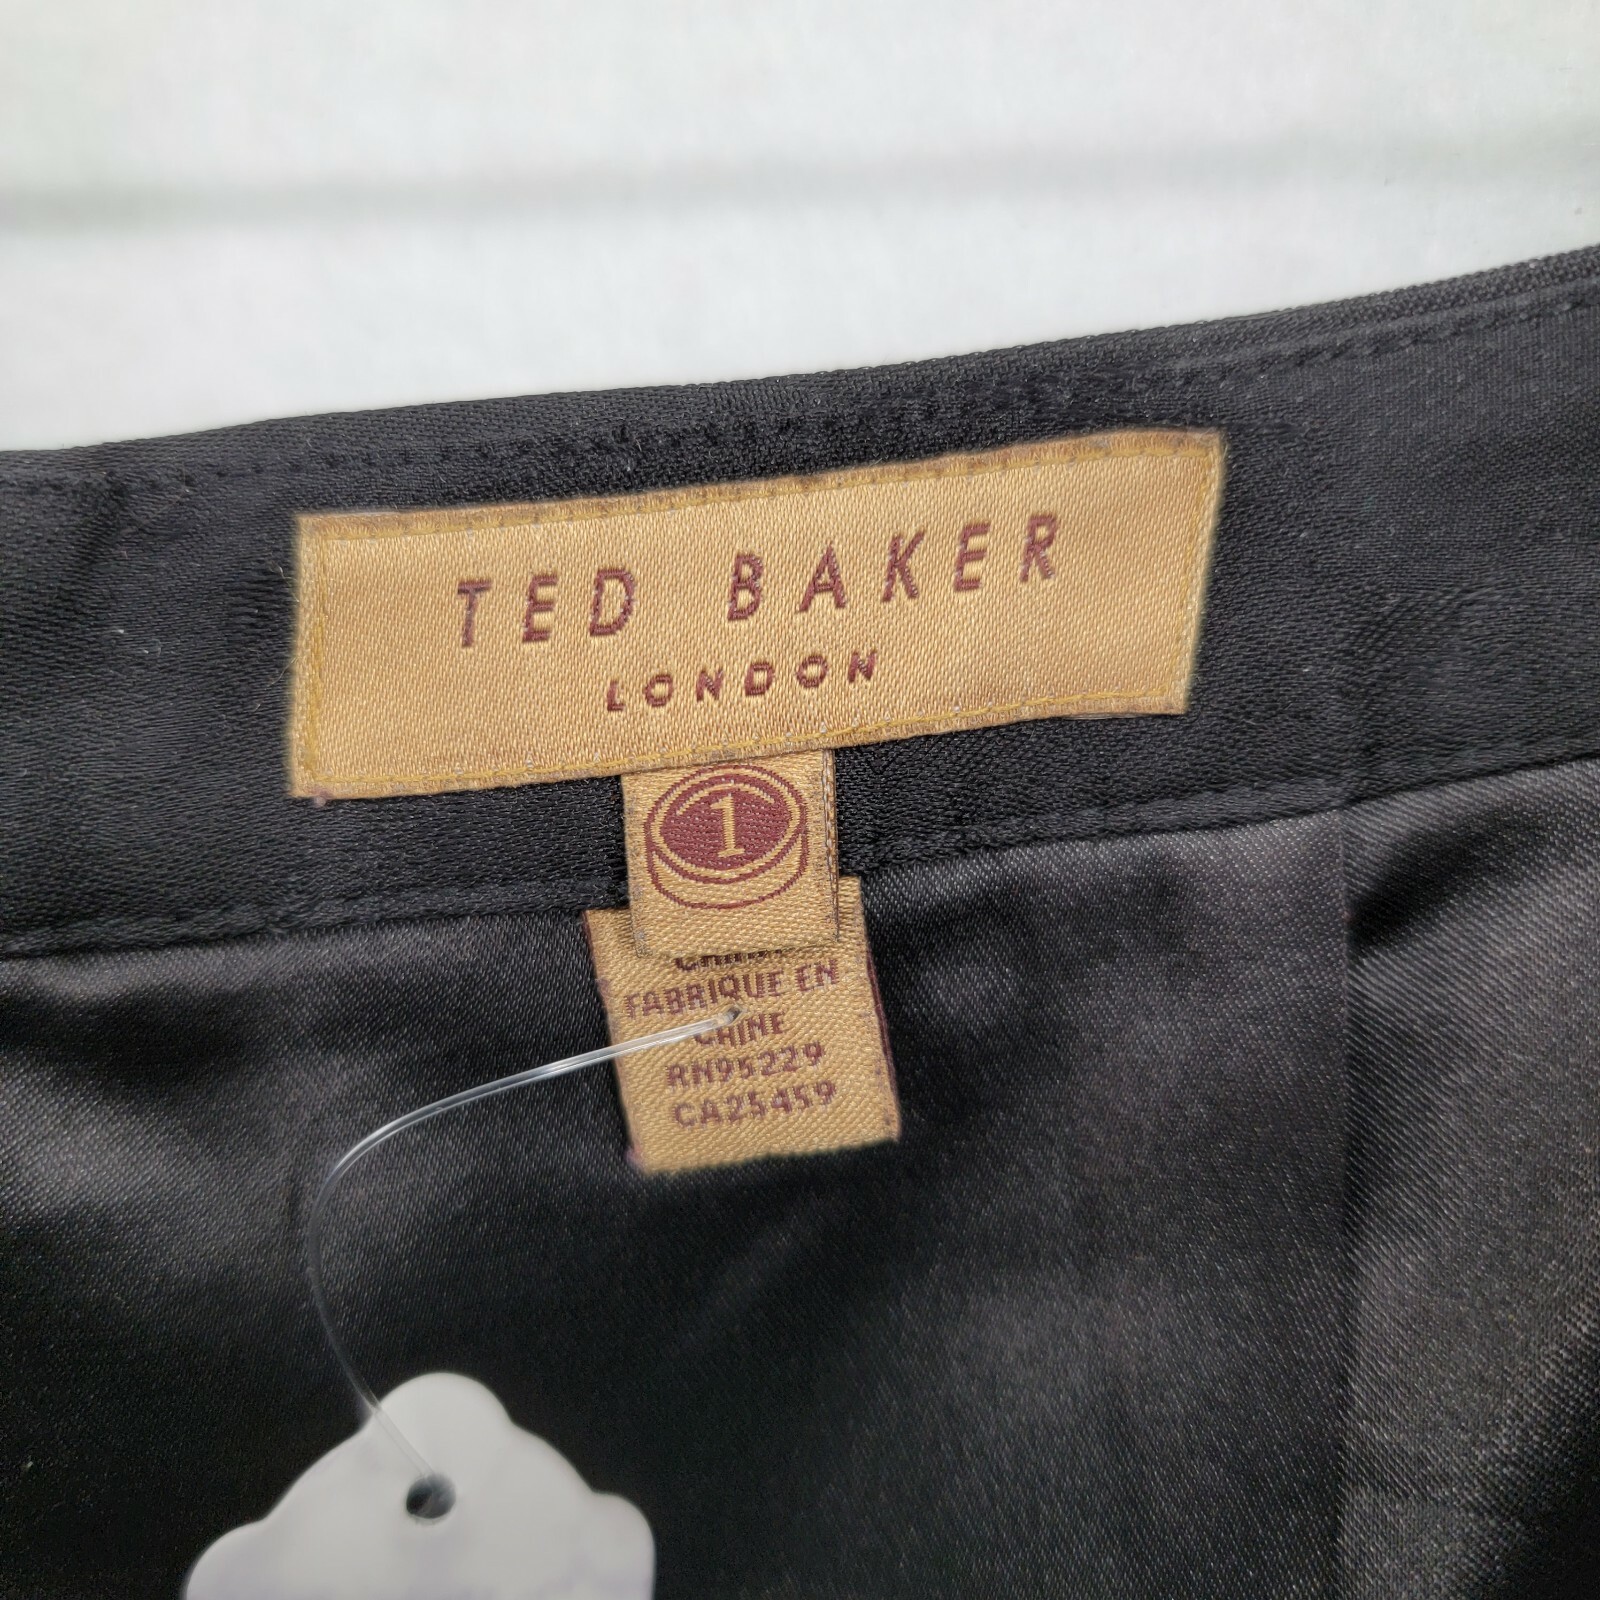 TED BAKER
LONDON
1
FABRIQUE EN
CHINE
RN95229
CA25459